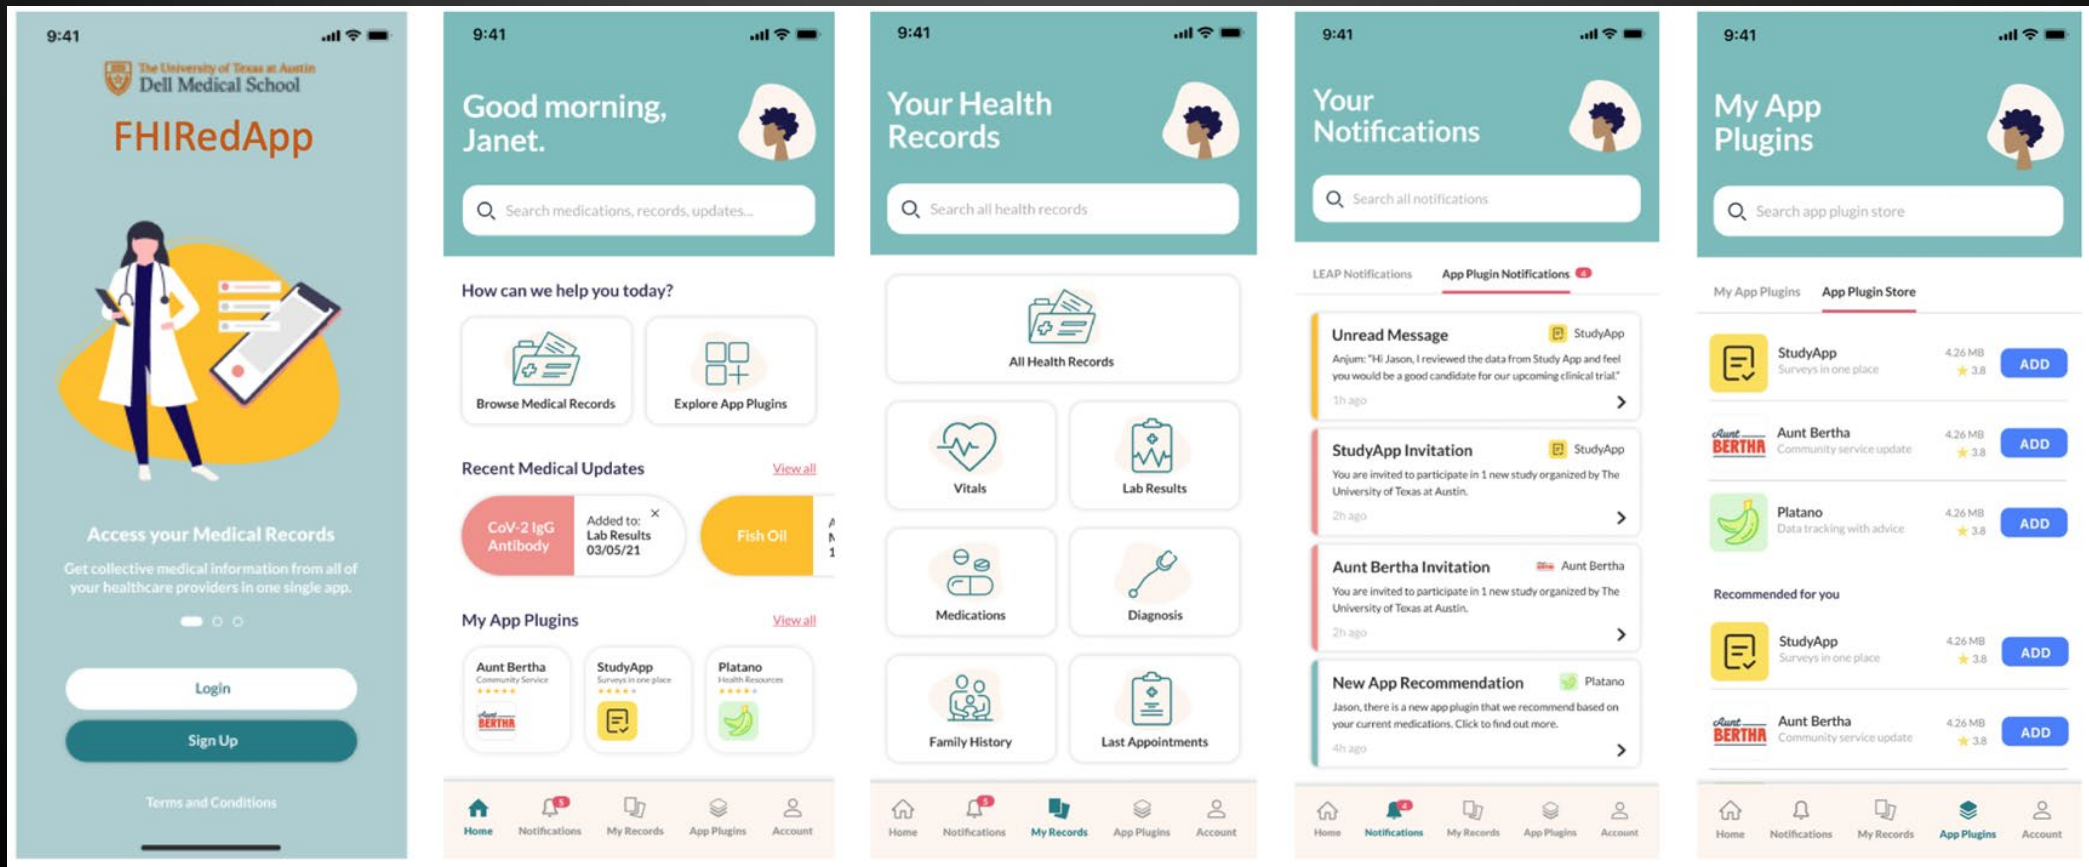 9:41
The University of Texas at Austin
Dell Medical School
FHIRedApp
Access your Medical Records
Get collective medical information from all of
your healthcare providers in one single app.
Login
Sign Up
Terms and Conditions
9:41
Good morning,
Janet.
Search medications, records, updates...
How can we help you today?
Browse Medical Records
Explore App Plugins
Recent Medical Updates
View all
CoV-2 IgG
Antibody
Added to:
Lab Results
03/05/21
Fish Oil
A
M
1
My App Plugins
View all
Aunt Bertha
Community Service
Aunt
BERTHA
StudyApp
Surveys in one place
Platano
Health Resources
Home
5
Notifications
My Records
App Plugins
Account
9:41
Your Health
Records
Search all health records
All Health Records
Vitals
Lab Results
Medications
Diagnosis
Family History
Last Appointments
Home
5
Notifications
My Records
App Plugins
Account
9:41
Your
Notifications
Search all notifications
LEAP Notifications
App Plugin Notifications 4
Unread Message
StudyApp
Anjum: "Hi Jason, I reviewed the data from Study App and feel
you would be a good candidate for our upcoming clinical trial."
1h ago
StudyApp Invitation
StudyApp
You are invited to participate in 1 new study organized by The
University of Texas at Austin.
2h ago
Aunt Bertha Invitation
Aunt Bertha
You are invited to participate in 1 new study organized by The
University of Texas at Austin.
2h ago
New App Recommendation
Platano
Jason, there is a new app plugin that we recommend based on
your current medications. Click to find out more.
4h ago
Home
4
Notifications
My Records
App Plugins
Account
9:41
My App
Plugins
Search app plugin store
My App Plugins
App Plugin Store
StudyApp
Surveys in one place
4.26 MB
3.8
ADD
Aunt
BERTHA
Aunt Bertha
Community service update
4.26 MB
3.8
ADD
Platano
Data tracking with advice
4.26 MB
3.8
ADD
Recommended for you
StudyApp
Surveys in one place
4.26 MB
3.8
ADD
Aunt
BERTHA
Aunt Bertha
Community service update
4.26 MB
3.8
ADD
Home
Notifications
My Records
App Plugins
Account